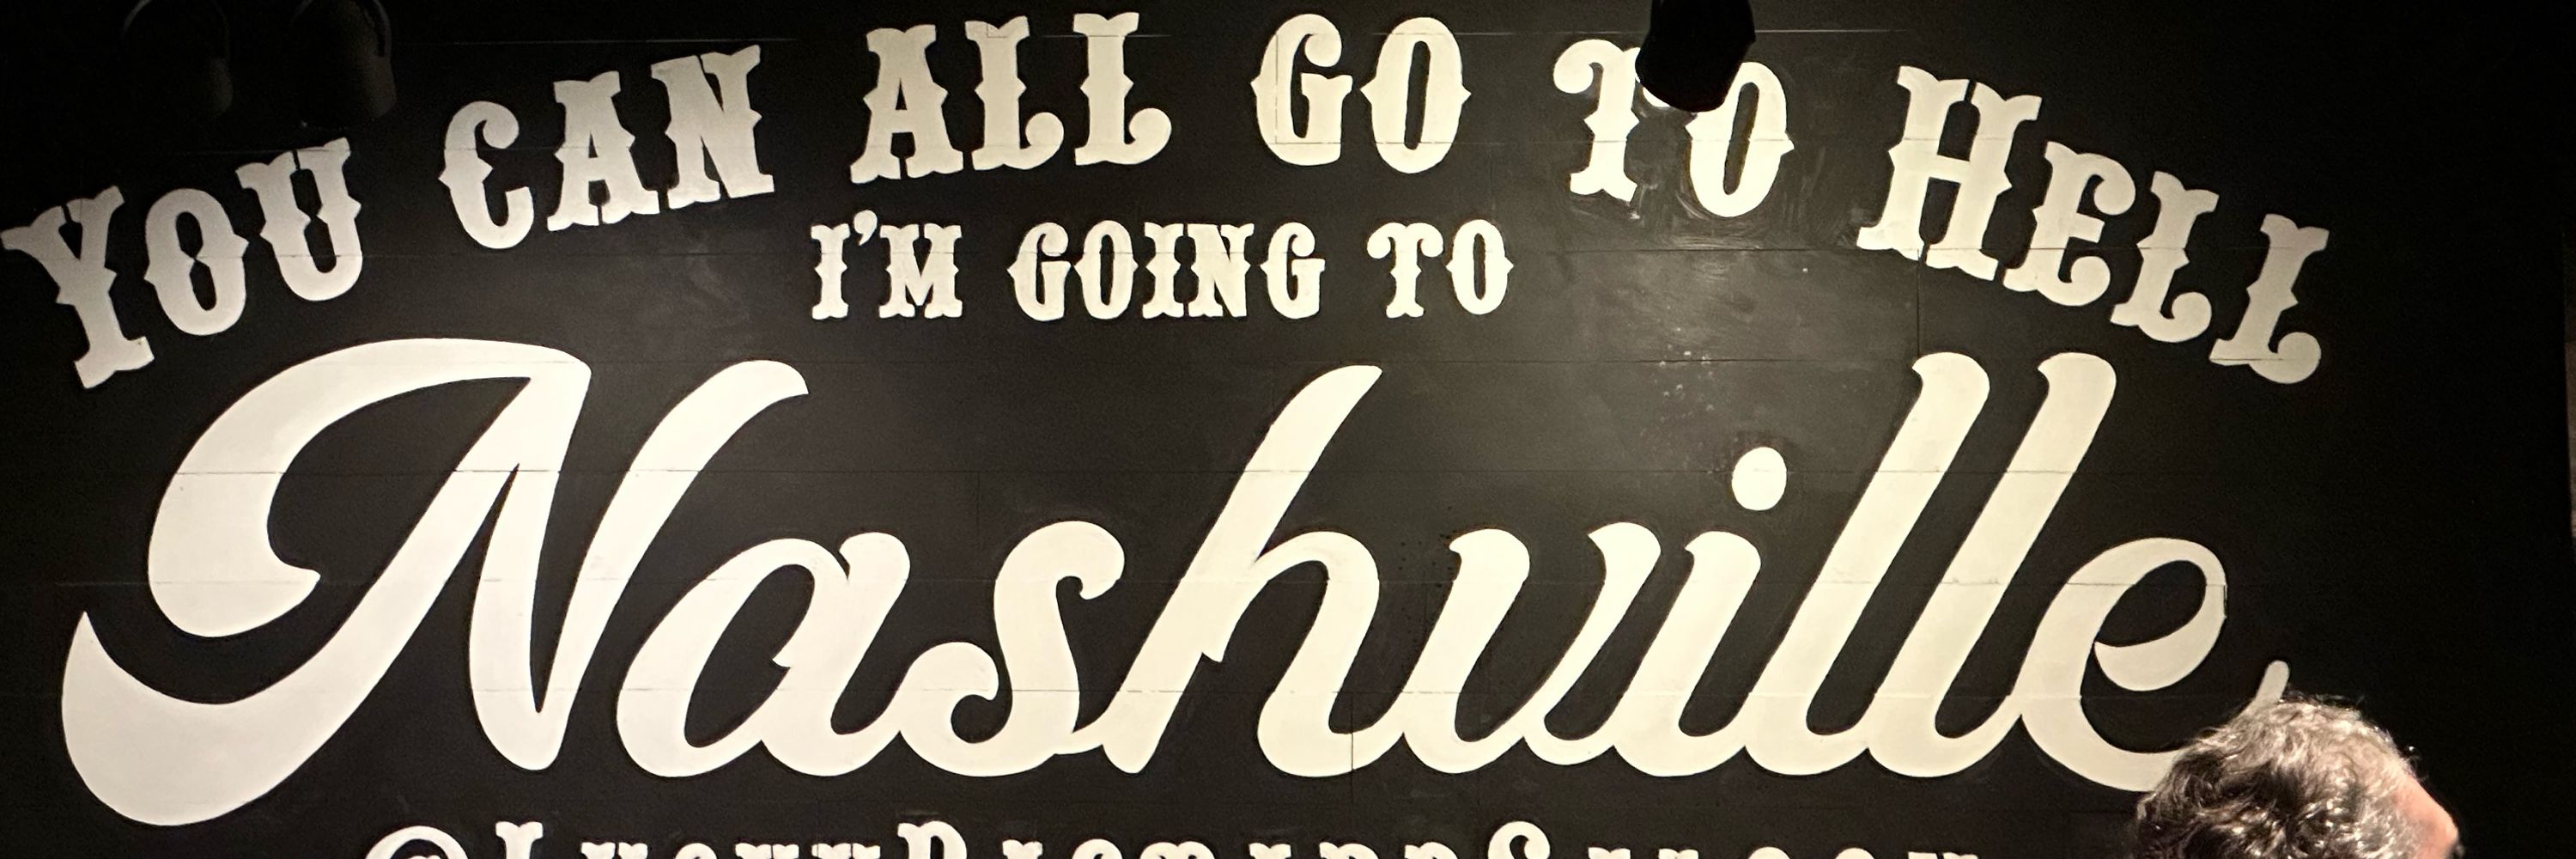 YOU CAN ALL GO TO HELL
I'M GOING TO
Nashville